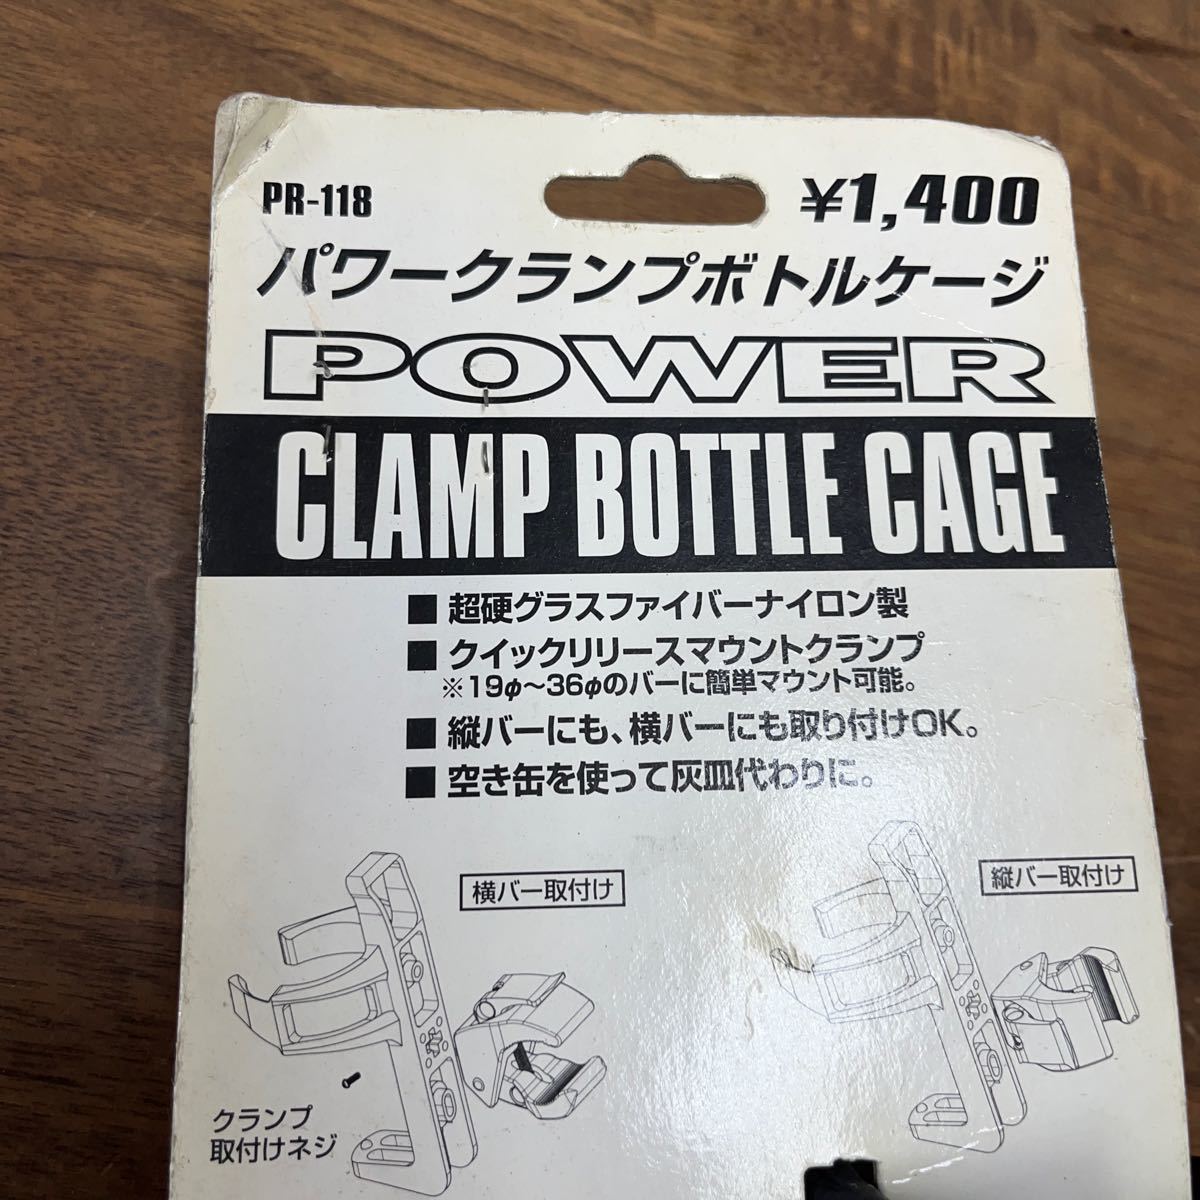 PR-118
¥1,400
パワークランプボトルケージ
POWER
CLAMP BOTTLE CAGE
■ 超硬グラスファイバーナイロン製
■ クイックリリースマウントクランプ
※19φ～36φのバーに簡単マウント可能。
■ 縦バーにも、横バーにも取り付けOK。
■ 空き缶を使って灰皿代わりに。
横バー取付け
縦バー取付け
クランプ
取付けネジ